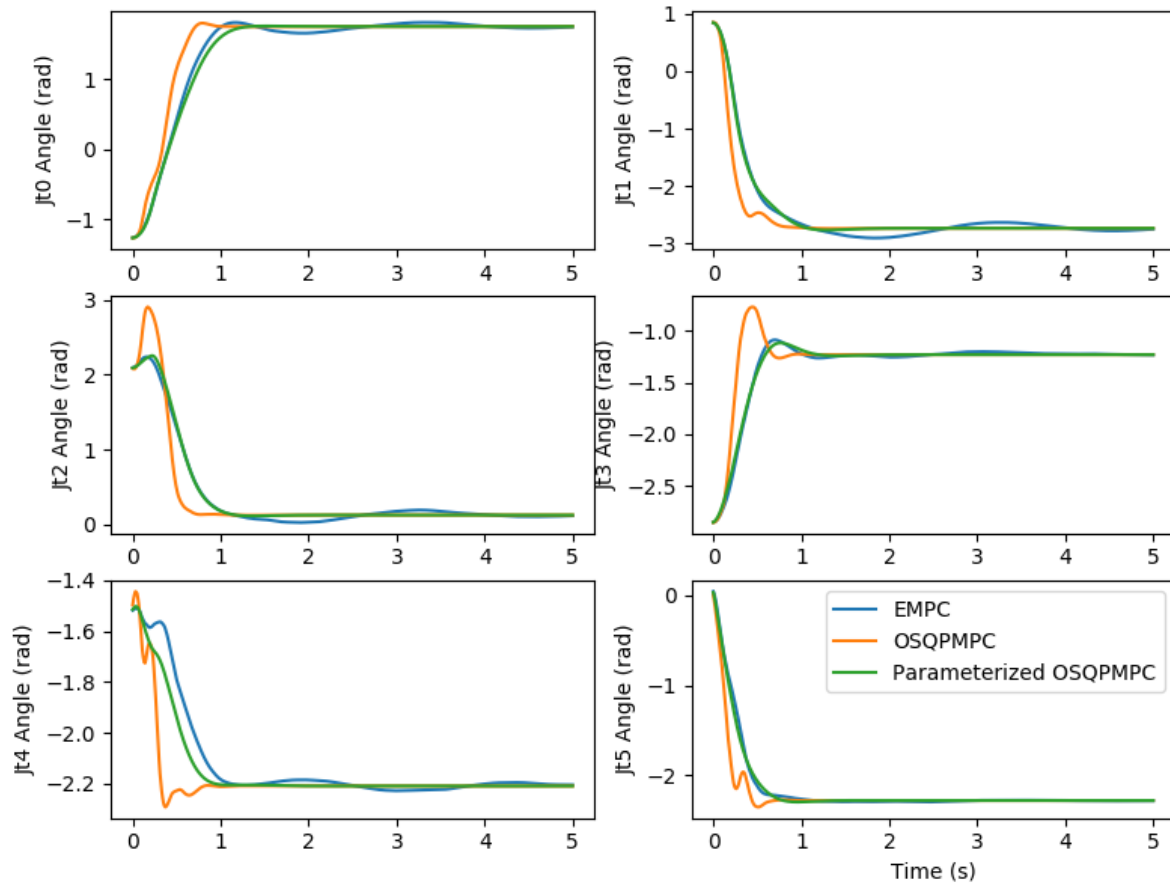 Jt0 Angle (rad)
1
0
−1
0 1 2 3 4 5
Jt1 Angle (rad)
1
0
−1
−2
−3
0 1 2 3 4 5
Jt2 Angle (rad)
3
2
1
0
0 1 2 3 4 5
Jt3 Angle (rad)
−1.0
−1.5
−2.0
−2.5
0 1 2 3 4 5
Jt4 Angle (rad)
−1.4
−1.6
−1.8
−2.0
−2.2
0 1 2 3 4 5
Jt5 Angle (rad)
0
−1
−2
EMPC
OSQPMPC
Parameterized OSQPMPC
0 1 2 3 4 5
Time (s)